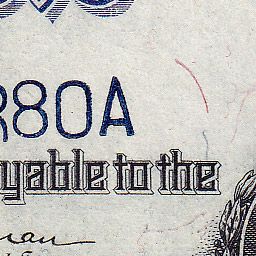 R80A
yable to the